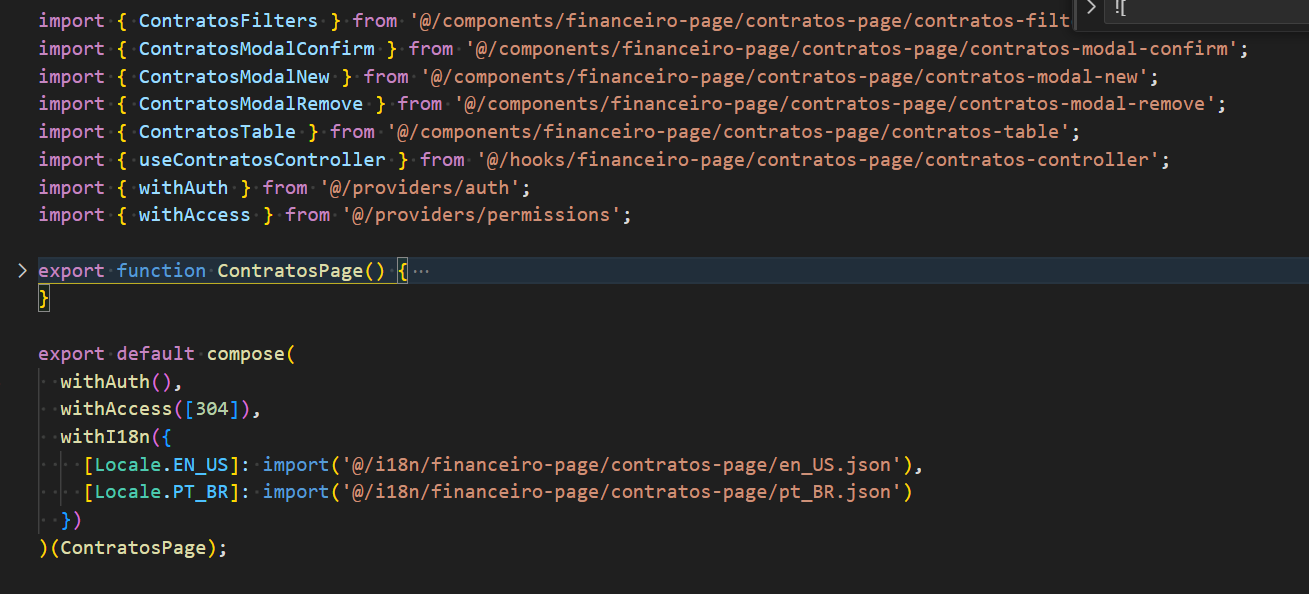 import { ContratosFilters } from '@/components/financeiro-page/contratos-page/contratos-filt
![
import { ContratosModalConfirm } from '@/components/financeiro-page/contratos-page/contratos-modal-confirm';
import { ContratosModalNew } from '@/components/financeiro-page/contratos-page/contratos-modal-new';
import { ContratosModalRemove } from '@/components/financeiro-page/contratos-page/contratos-modal-remove';
import { ContratosTable } from '@/components/financeiro-page/contratos-page/contratos-table';
import { useContratosController } from '@/hooks/financeiro-page/contratos-page/contratos-controller';
import { withAuth } from '@/providers/auth';
import { withAccess } from '@/providers/permissions';
export function ContratosPage() { ...
}
export default compose(
  withAuth(),
  withAccess([304]),
  withI18n({
    [Locale.EN_US]: import('@/i18n/financeiro-page/contratos-page/en_US.json'),
    [Locale.PT_BR]: import('@/i18n/financeiro-page/contratos-page/pt_BR.json')
  })
)(ContratosPage);